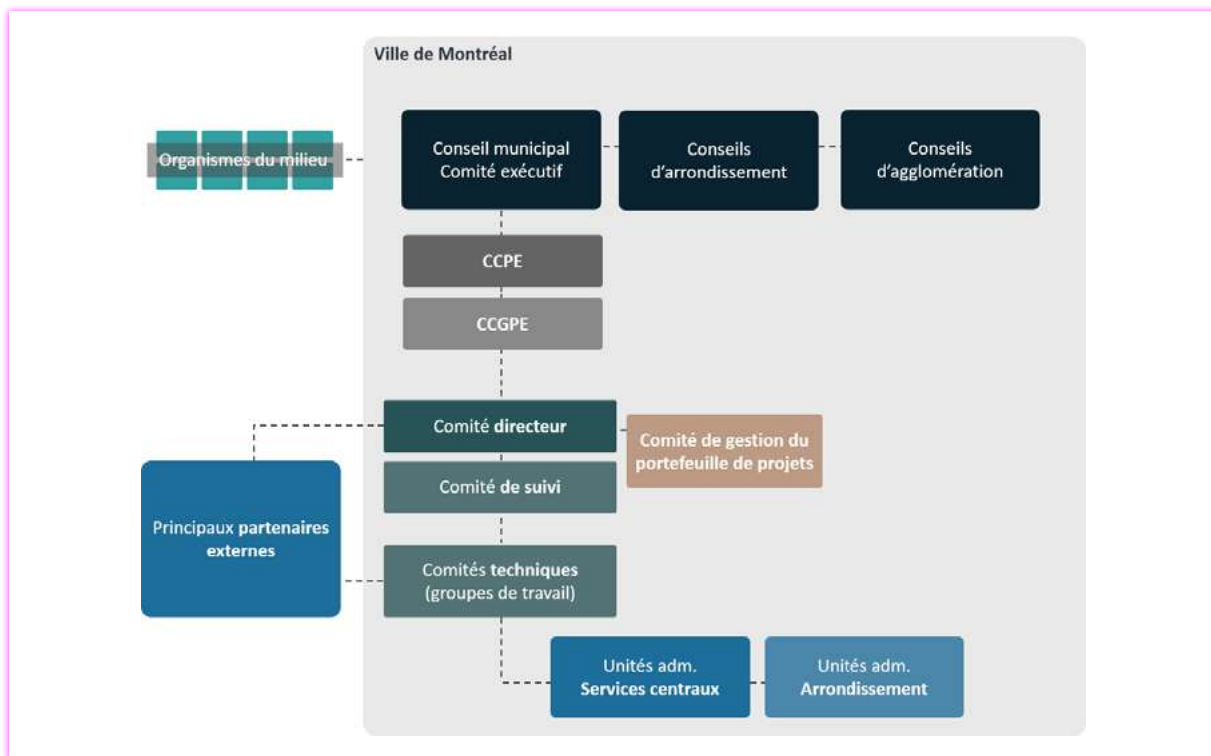 Ville de Montréal
Organismes du milieu
Conseil municipal
Comité exécutif
Conseils
d'arrondissement
Conseils
d'agglomération
CCPE
CCGPE
Comité directeur
Comité de gestion du
portefeuille de projets
Comité de suivi
Principaux partenaires
externes
Comités techniques
(groupes de travail)
Unités adm.
Services centraux
Unités adm.
Arrondissement